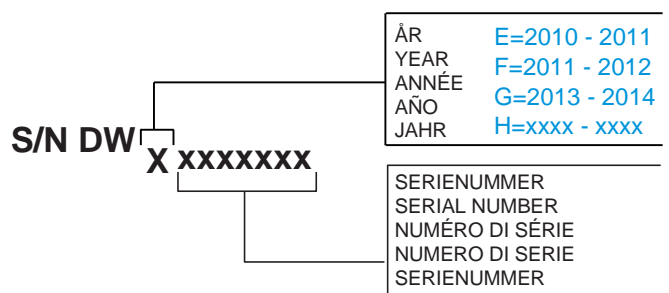 ÅR
YEAR
ANNÉE
AÑO
JAHR
E=2010 - 2011
F=2011 - 2012
G=2013 - 2014
H=xxxx - xxxx
S/N DW
X xxxxxxx
SERIENUMMER
SERIAL NUMBER
NUMÉRO DI SÉRIE
NUMERO DI SERIE
SERIENUMMER